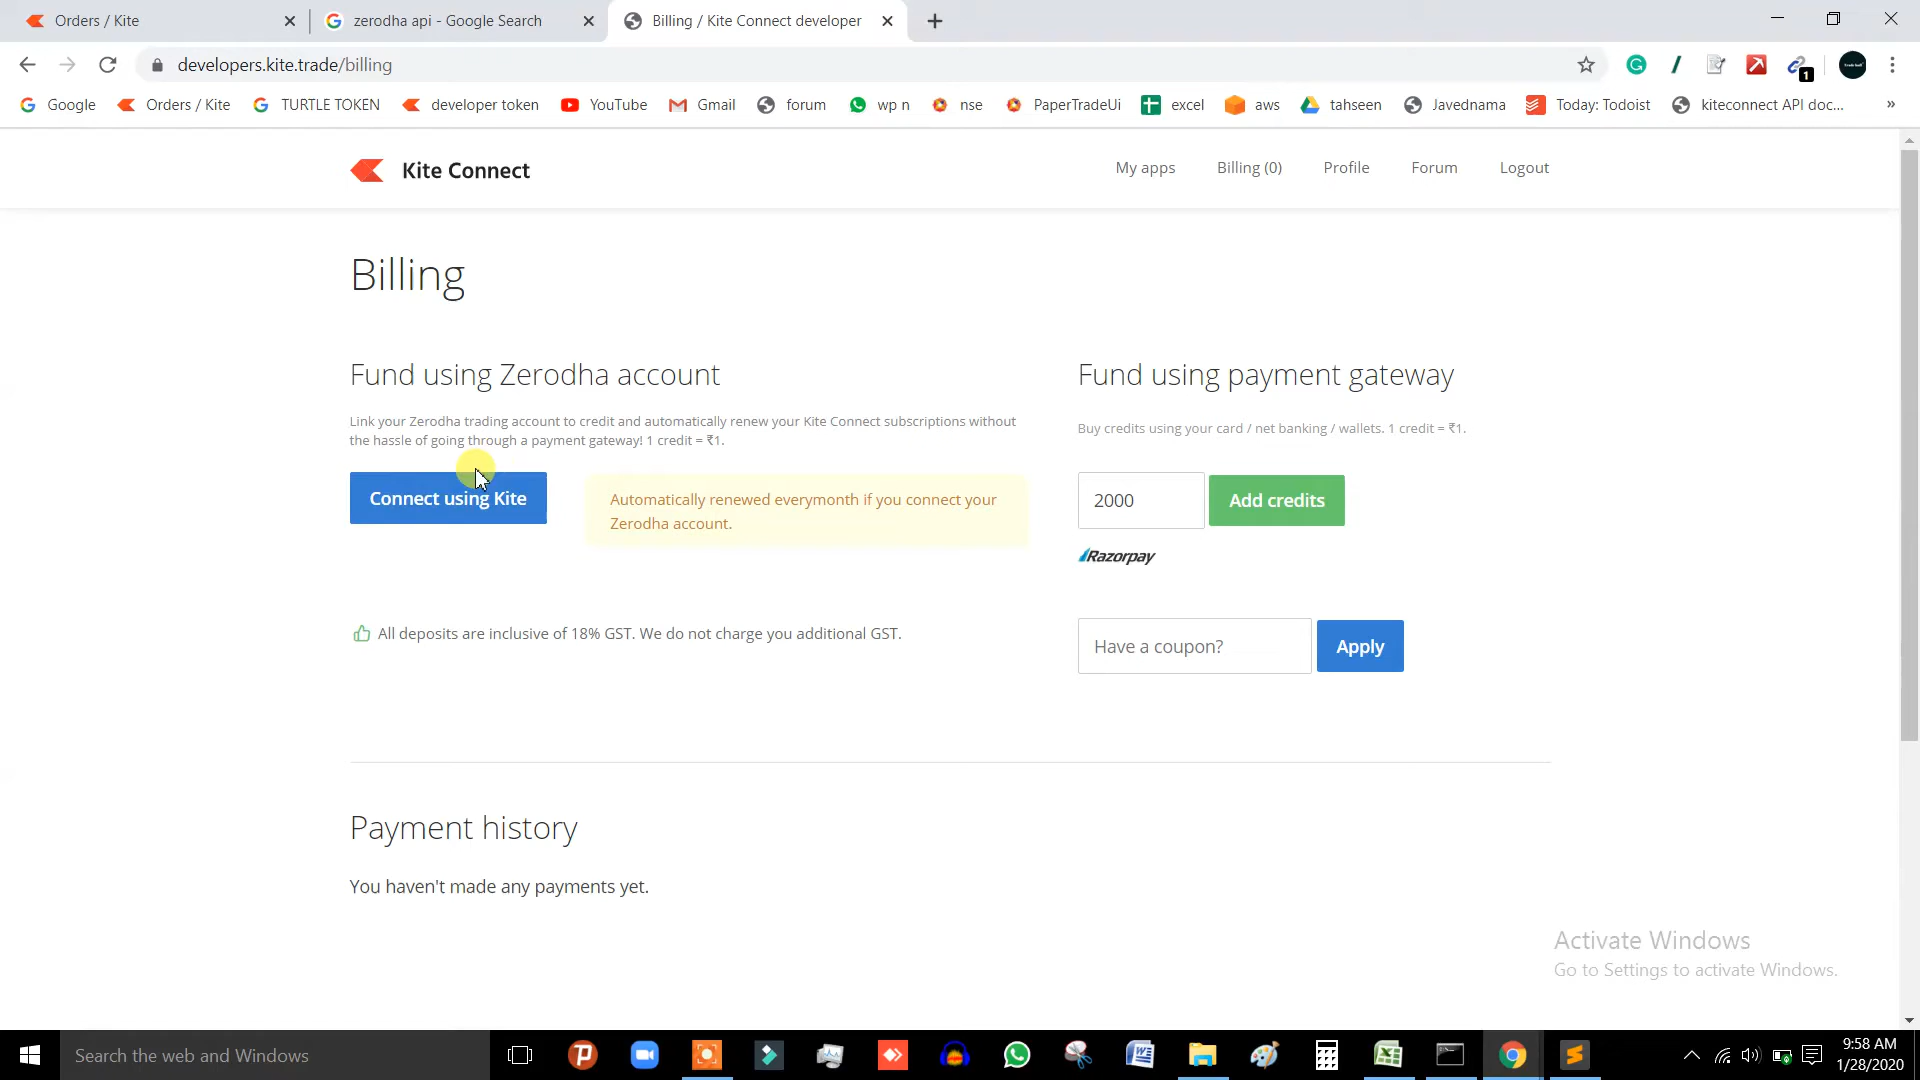 Orders / Kite
zerodha api - Google Search
Billing / Kite Connect developer
developers.kite.trade/billing
1
Google
Orders / Kite
TURTLE TOKEN
developer token
YouTube
Gmail
forum
wp n
nse
PaperTradeUi
excel
aws
tahseen
Javednama
Today: Todoist
kiteconnect API doc...
»
Kite Connect
My apps
Billing (0)
Profile
Forum
Logout
Billing
Fund using Zerodha account
Link your Zerodha trading account to credit and automatically renew your Kite Connect subscriptions without
the hassle of going through a payment gateway! 1 credit = ₹1.
Connect using Kite
Automatically renewed everymonth if you connect your
Zerodha account.
All deposits are inclusive of 18% GST. We do not charge you additional GST.
Fund using payment gateway
Buy credits using your card / net banking / wallets. 1 credit = ₹1.
2000
Add credits
Razorpay
Have a coupon?
Apply
Payment history
You haven't made any payments yet.
Activate Windows
Go to Settings to activate Windows.
Search the web and Windows
9:58 AM
1/28/2020